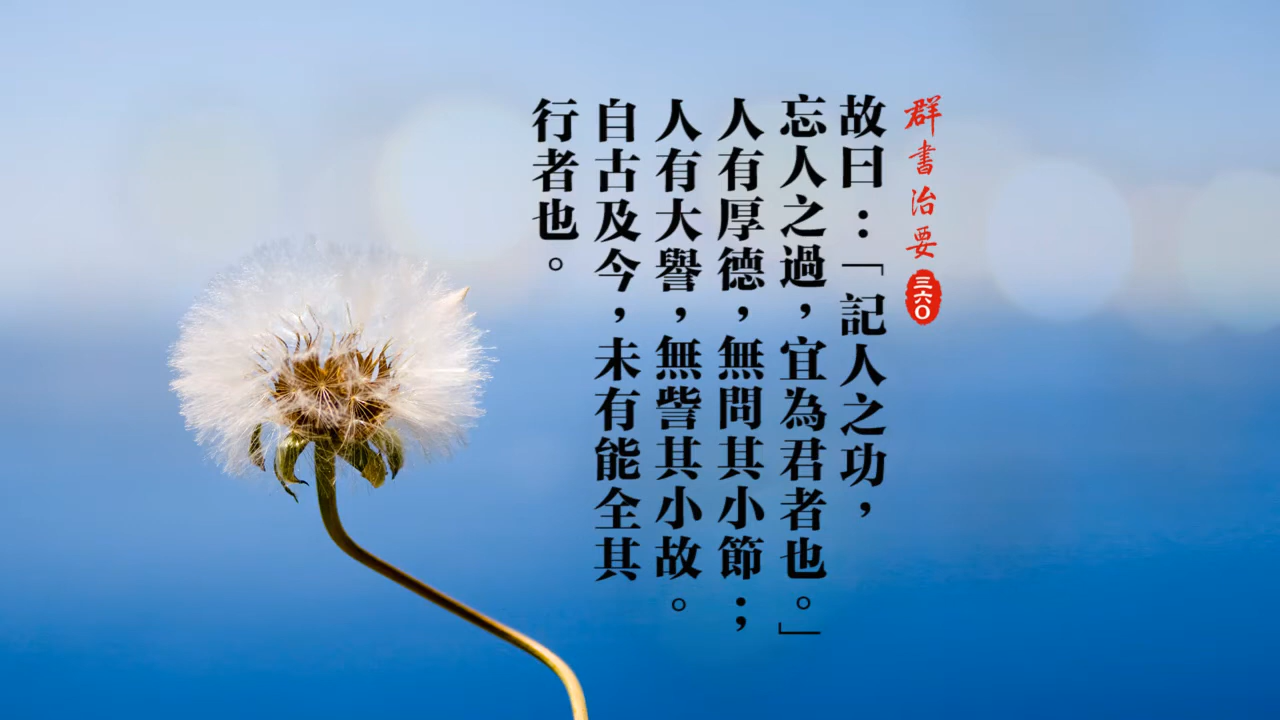 群書治要
三六〇
故曰：「記人之功，
忘人之過，宜為君者也。」
人有厚德，無問其小節；
人有大譽，無訾其小故。
自古及今，未有能全其
行者也。